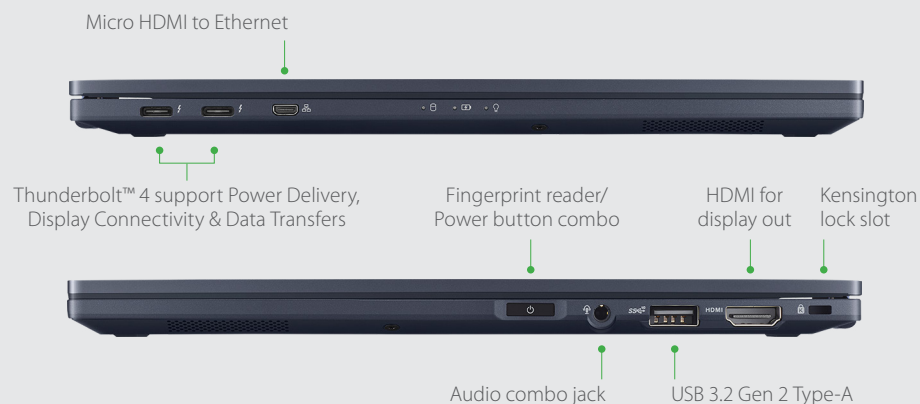 Micro HDMI to Ethernet
Thunderbolt™ 4 support Power Delivery,
Display Connectivity & Data Transfers
Fingerprint reader/
Power button combo
HDMI for
display out
Kensington
lock slot
HDMI
Audio combo jack
USB 3.2 Gen 2 Type-A